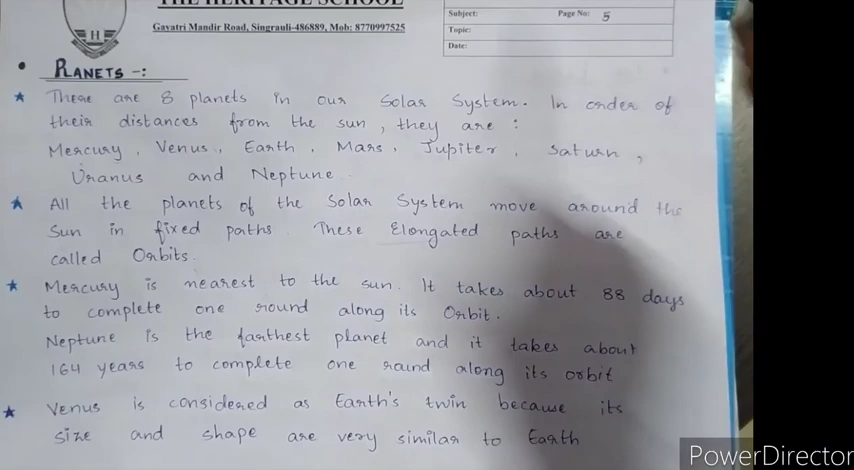 THE HERITAGE SCHOOL
Gayatri Mandir Road, Singrauli-486889, Mob: 8770997525
Subject: Page No: 5
Topic:
Date:
H
• PLANETS -:
★ There are 8 planets in our Solar System. In order of
their distances from the sun, they are :
Mercury, Venus, Earth, Mars, Jupiter, Saturn,
Uranus and Neptune
★ All the planets of the Solar System move around the
Sun in fixed paths. These Elongated paths are
called Orbits.
★ Mercury is nearest to the sun. It takes about 88 days
to complete one round along its Orbit.
Neptune is the farthest planet and it takes about
164 years to complete one round along its orbit
★ Venus is considered as Earth's twin because its
size and shape are very similar to Earth
PowerDirector